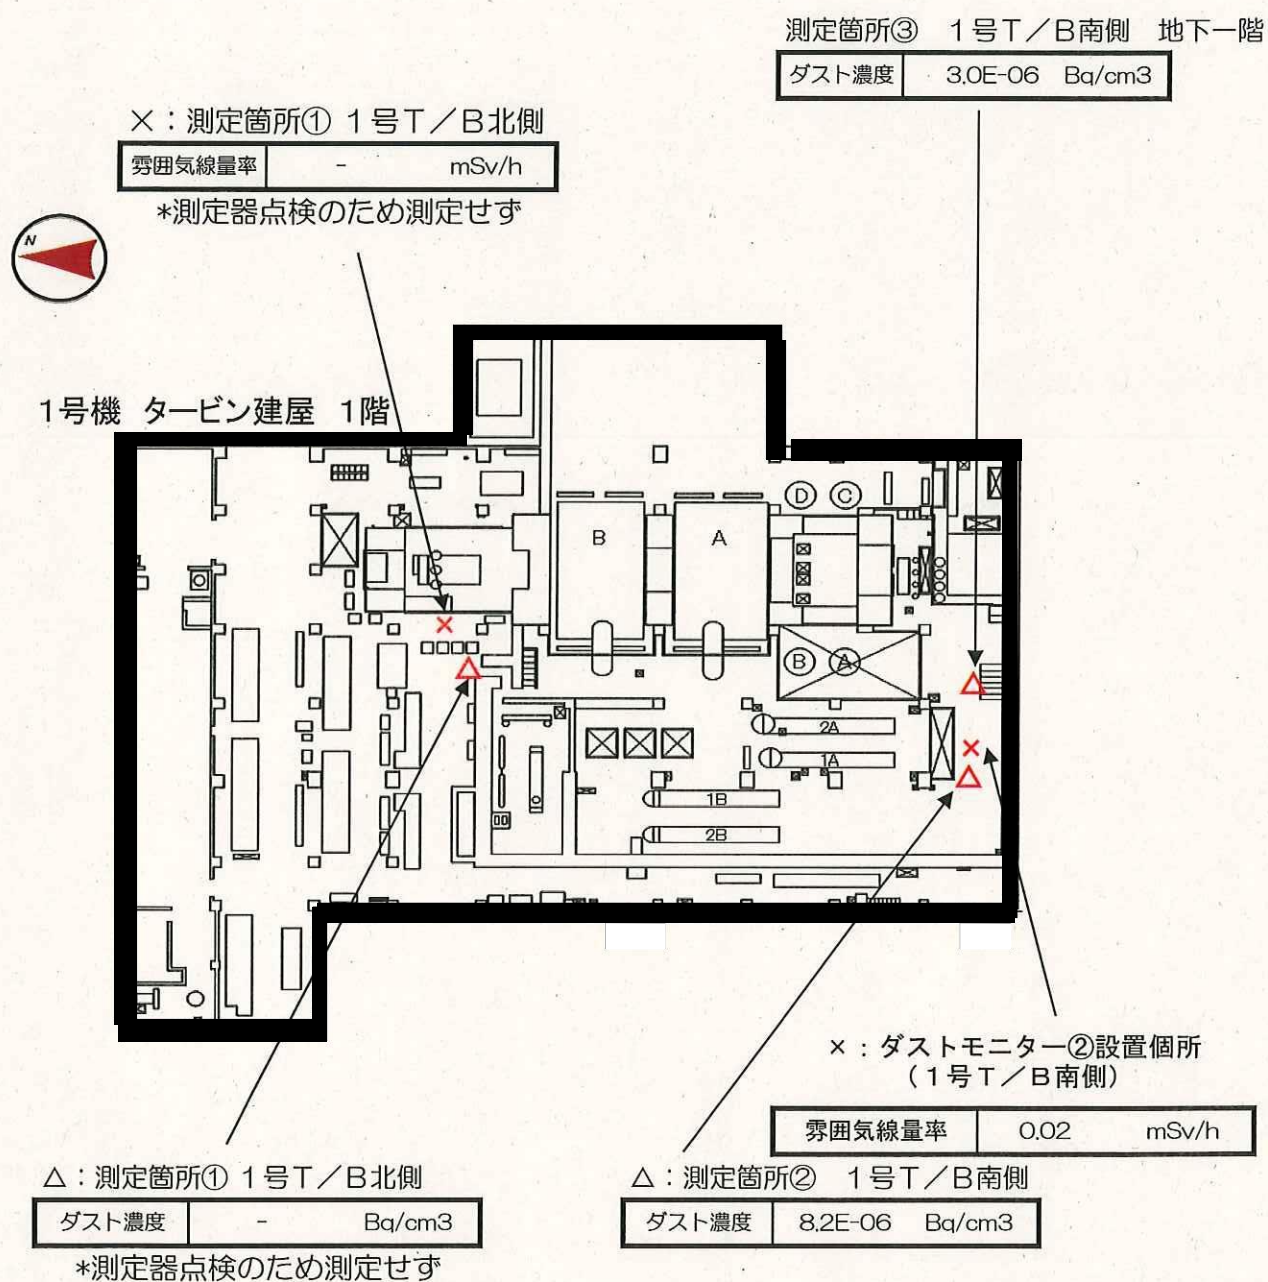 測定箇所③ 1号T/B南側 地下一階
ダスト濃度 3.0E-06 Bq/cm3
×:測定箇所① 1号T/B北側
雰囲気線量率 - mSv/h
*測定器点検のため測定せず
N
1号機 タービン建屋 1階
D C
B A
B A
2A
1A
1B
2B
×:ダストモニター②設置個所
(1号T/B南側)
雰囲気線量率 0.02 mSv/h
△:測定箇所① 1号T/B北側
ダスト濃度 - Bq/cm3
*測定器点検のため測定せず
△:測定箇所② 1号T/B南側
ダスト濃度 8.2E-06 Bq/cm3